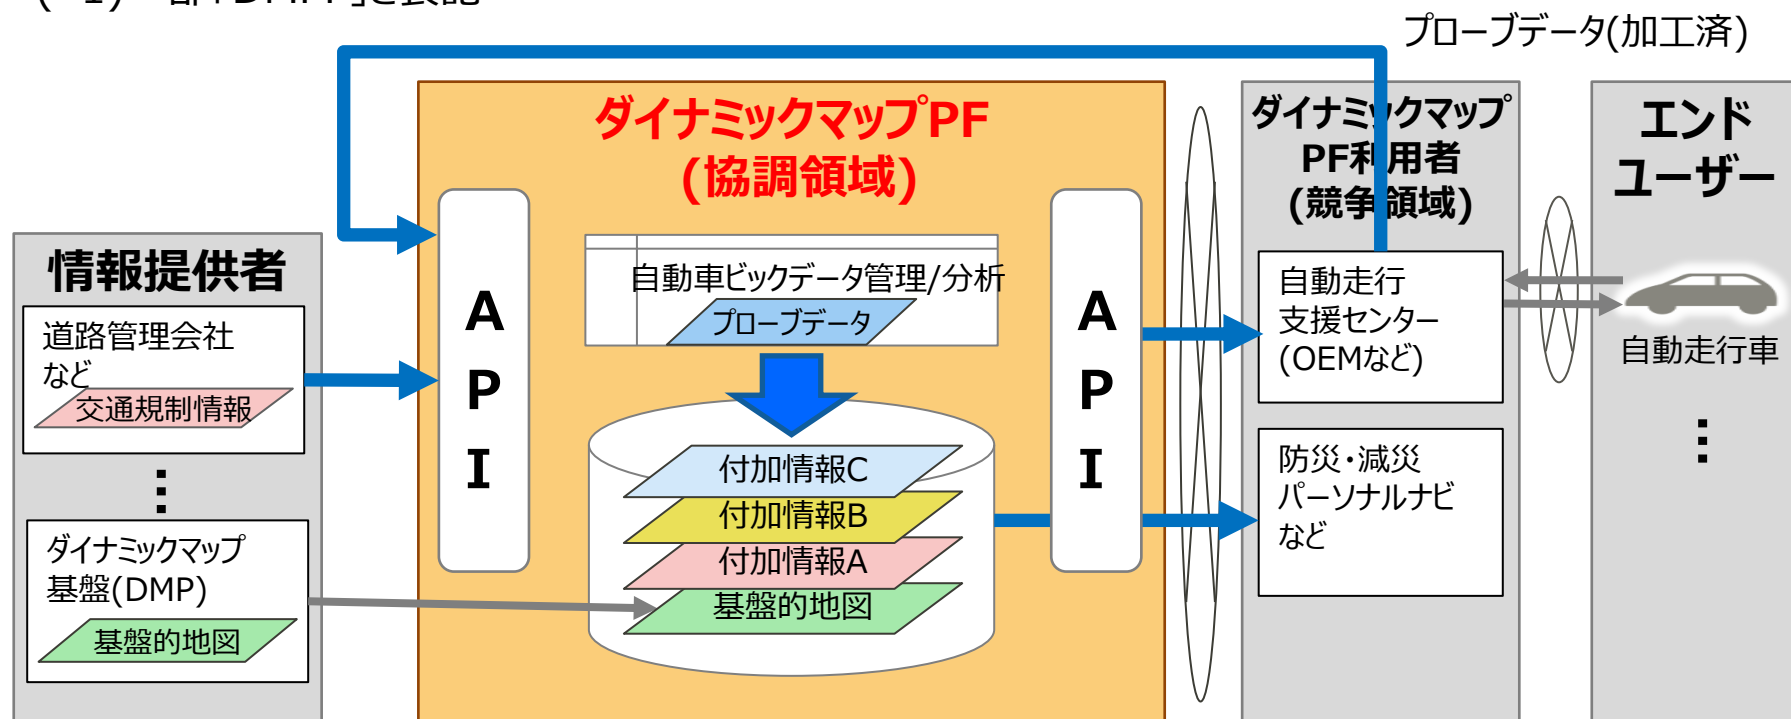 プローブデータ(加工済)
情報提供者
道路管理会社
など
交通規制情報
ダイナミックマップ
基盤(DMP)
基盤的地図
ダイナミックマップPF
(協調領域)
A
P
I
自動車ビックデータ管理/分析
プローブデータ
付加情報C
付加情報B
付加情報A
基盤的地図
A
P
I
ダイナミックマップ
PF利用者
(競争領域)
自動走行
支援センター
(OEMなど)
防災・減災
パーソナルナビ
など
エンド
ユーザー
自動走行車